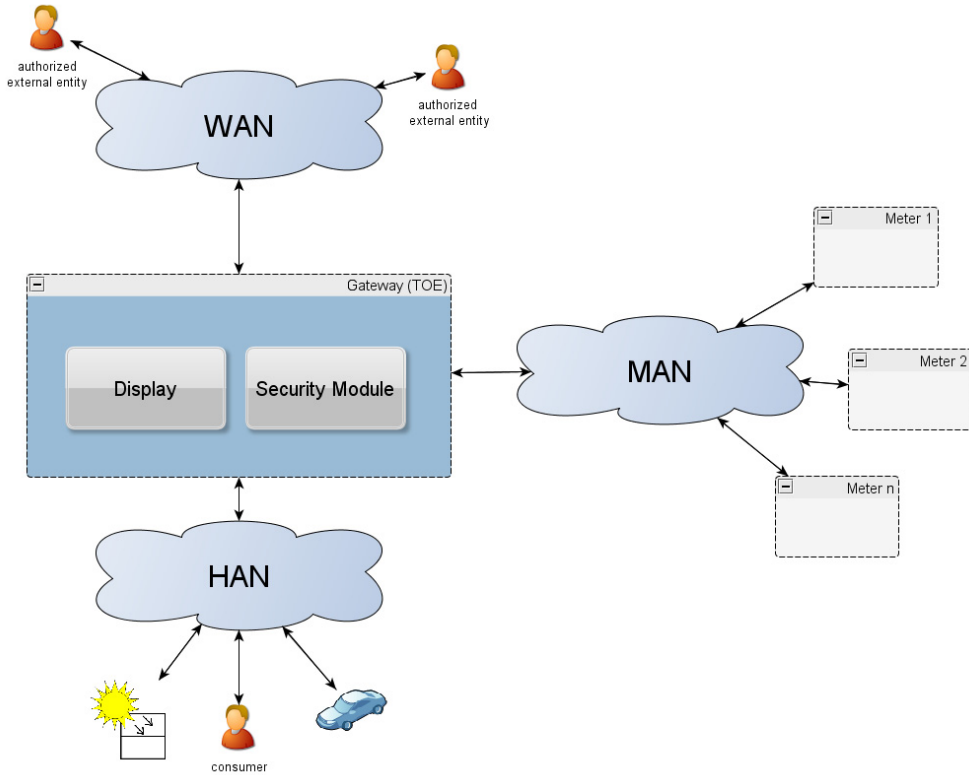 authorized
external entity
authorized
external entity
WAN
Gateway (TOE)
Display
Security Module
Meter 1
MAN
Meter 2
Meter n
HAN
consumer